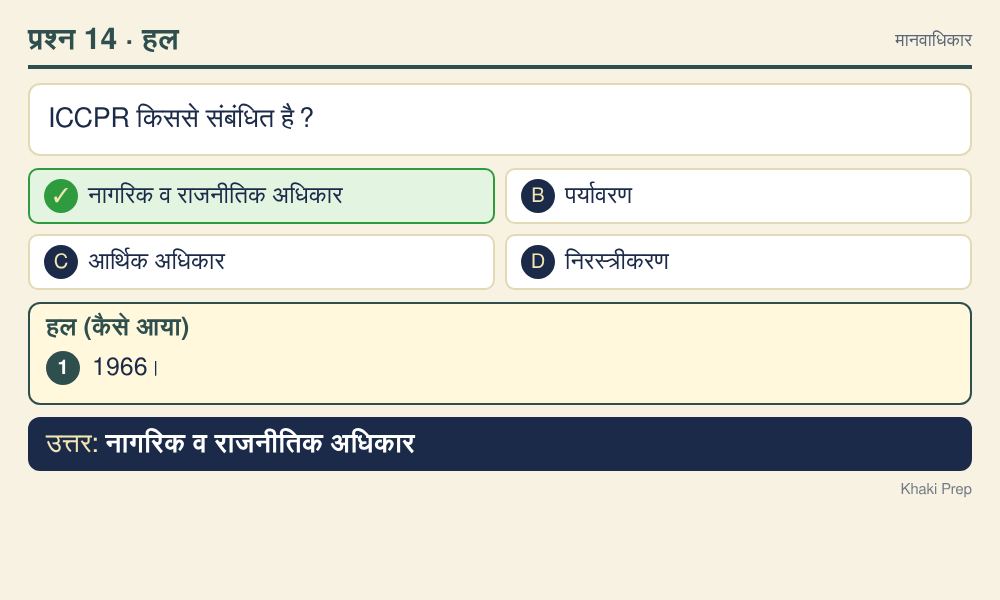 प्रश्न 14 · हल
मानवाधिकार
ICCPR किससे संबंधित है ?
✓ नागरिक व राजनीतिक अधिकार
B पर्यावरण
C आर्थिक अधिकार
D निरस्त्रीकरण
हल (कैसे आया)
1 1966।
उत्तर: नागरिक व राजनीतिक अधिकार
Khaki Prep